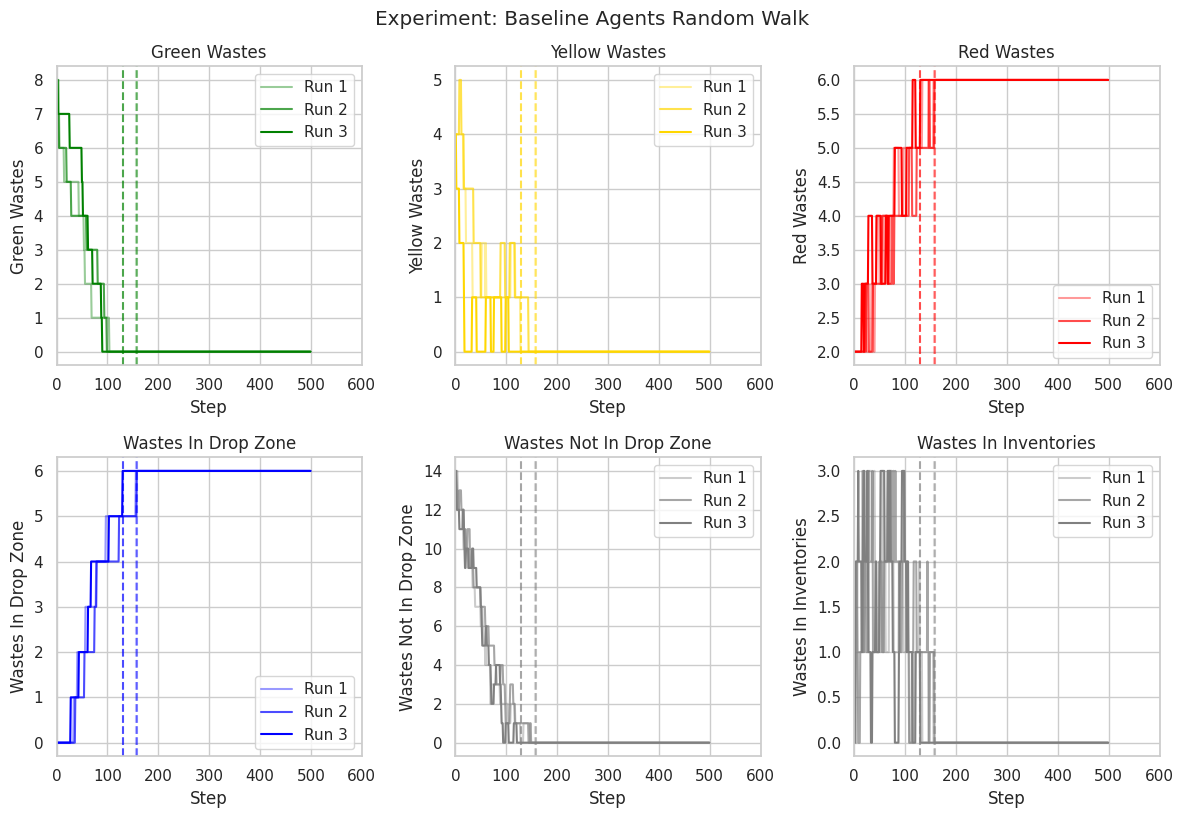 Experiment: Baseline Agents Random Walk
Green Wastes
Green Wastes
8
7
6
5
4
3
2
1
0
0 100 200 300 400 500 600
Step
Run 1
Run 2
Run 3
Yellow Wastes
Yellow Wastes
5
4
3
2
1
0
0 100 200 300 400 500 600
Step
Run 1
Run 2
Run 3
Red Wastes
Red Wastes
6.0
5.5
5.0
4.5
4.0
3.5
3.0
2.5
2.0
0 100 200 300 400 500 600
Step
Run 1
Run 2
Run 3
Wastes In Drop Zone
Wastes In Drop Zone
6
5
4
3
2
1
0
0 100 200 300 400 500 600
Step
Run 1
Run 2
Run 3
Wastes Not In Drop Zone
Wastes Not In Drop Zone
14
12
10
8
6
4
2
0
0 100 200 300 400 500 600
Step
Run 1
Run 2
Run 3
Wastes In Inventories
Wastes In Inventories
3.0
2.5
2.0
1.5
1.0
0.5
0.0
0 100 200 300 400 500 600
Step
Run 1
Run 2
Run 3